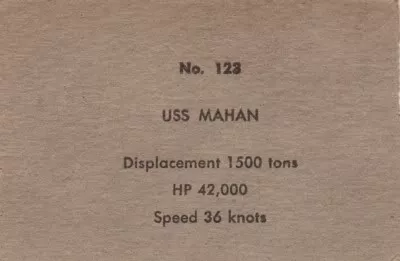 No. 123
USS MAHAN
Displacement 1500 tons
HP 42,000
Speed 36 knots